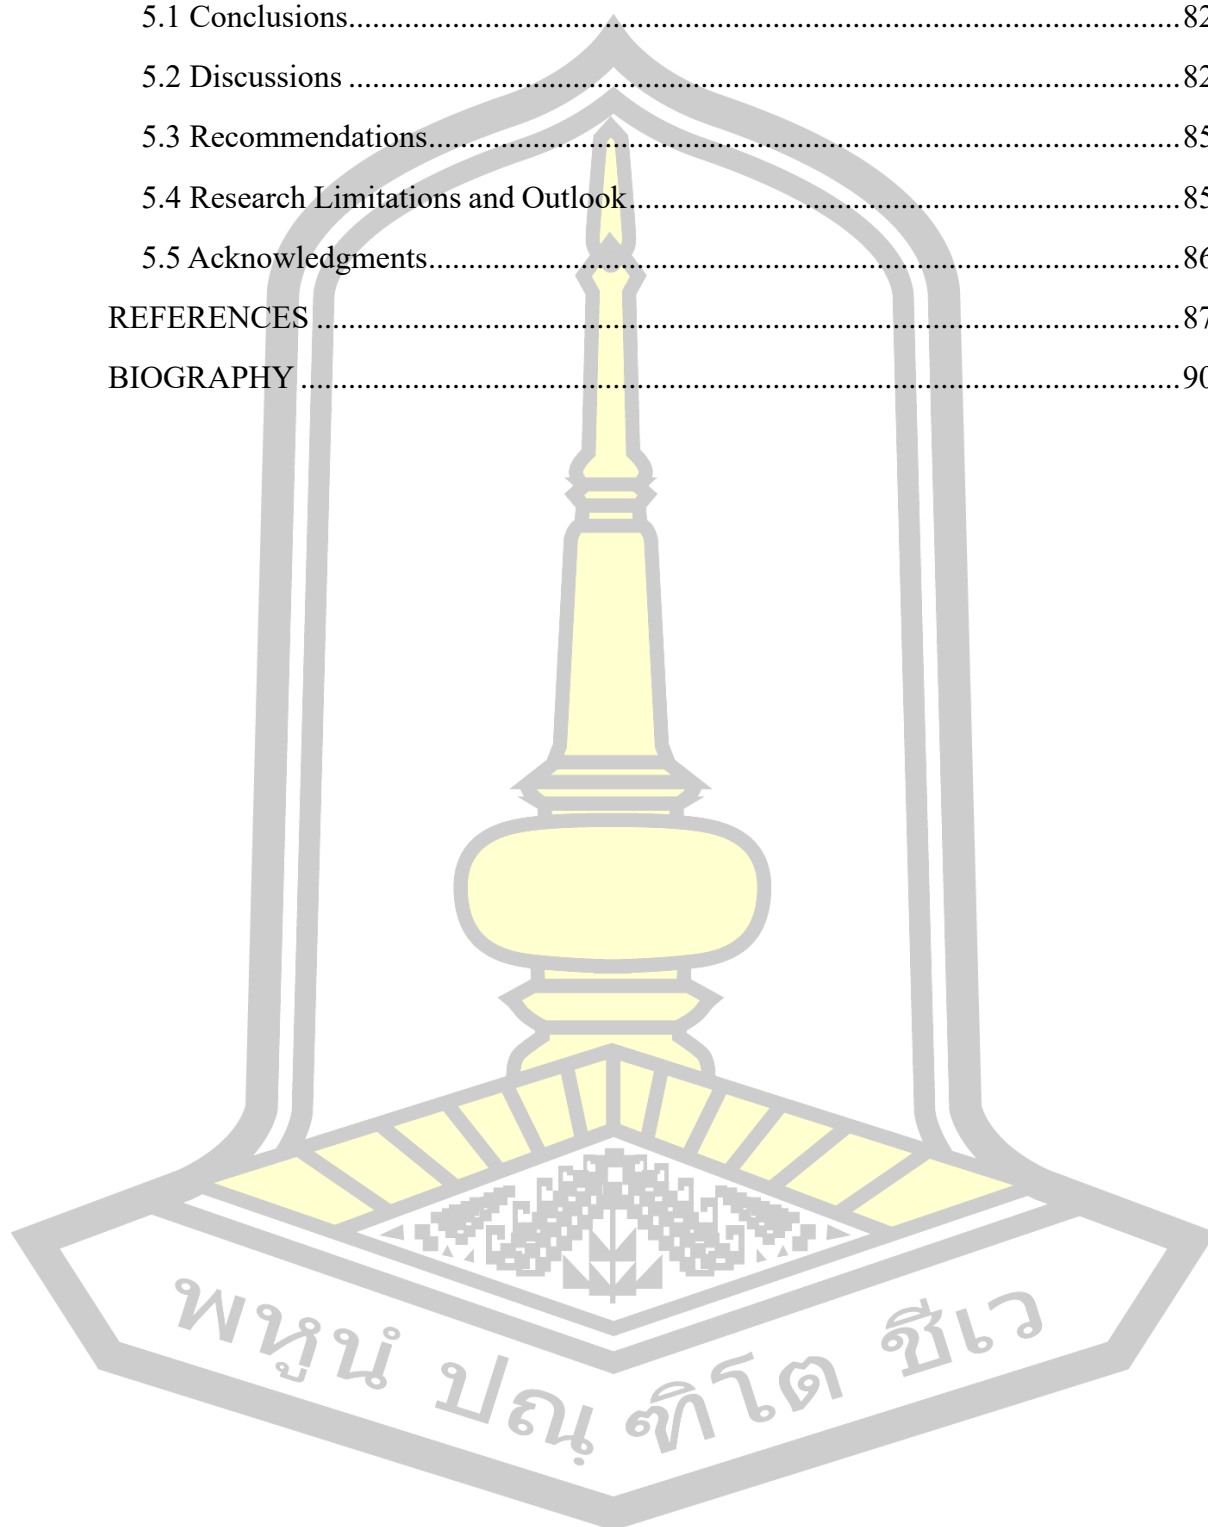 5.1 Conclusions....................................................................................................82
5.2 Discussions ....................................................................................................82
5.3 Recommendations..........................................................................................85
5.4 Research Limitations and Outlook..................................................................85
5.5 Acknowledgments..........................................................................................86
REFERENCES ......................................................................................................87
BIOGRAPHY ........................................................................................................90
พหูนํ ปณฺฑิโต ชีเว